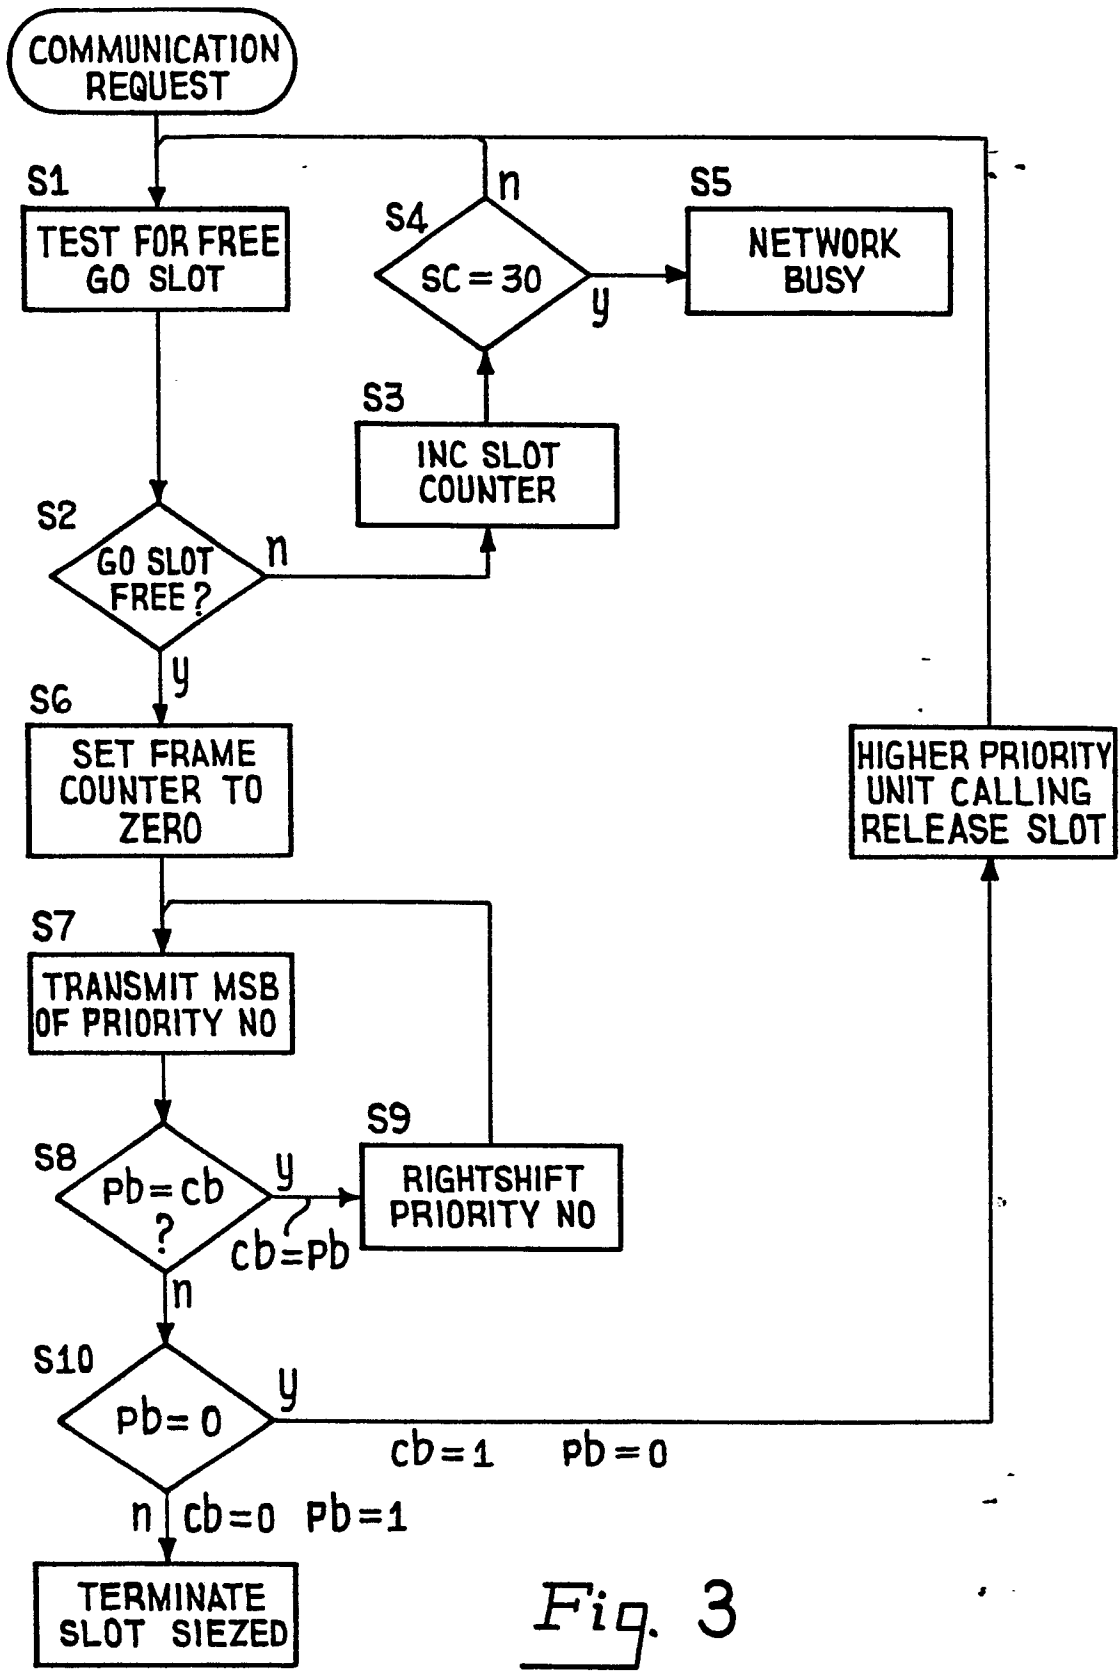 COMMUNICATION
REQUEST
S1
TEST FOR FREE
GO SLOT
n
S4
SC = 30
y
S5
NETWORK
BUSY
S3
INC SLOT
COUNTER
S2
GO SLOT
FREE?
n
y
S6
SET FRAME
COUNTER TO
ZERO
HIGHER PRIORITY
UNIT CALLING
RELEASE SLOT
S7
TRANSMIT MSB
OF PRIORITY NO
S8
Pb = Cb
?
y
Cb=Pb
S9
RIGHTSHIFT
PRIORITY NO
n
S10
Pb = 0
y
Cb=1 Pb=0
n Cb=0 Pb=1
TERMINATE
SLOT SIEZED
Fig. 3